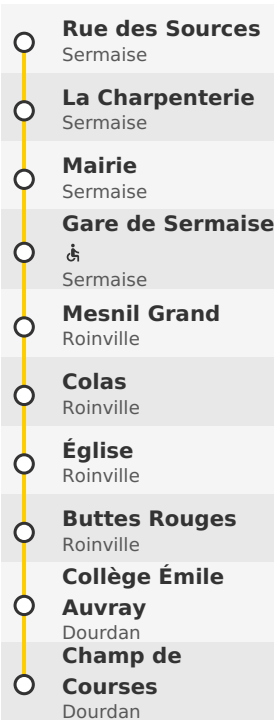 Rue des Sources
Sermaise
La Charpenterie
Sermaise
Mairie
Sermaise
Gare de Sermaise
Sermaise
Mesnil Grand
Roinville
Colas
Roinville
Église
Roinville
Buttes Rouges
Roinville
Collège Émile
Auvray
Dourdan
Champ de
Courses
Dourdan